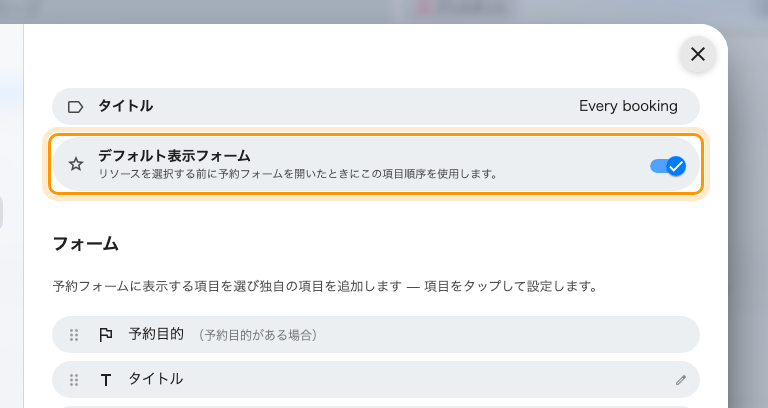 タイトル Every booking
デフォルト表示フォーム
リソースを選択する前に予約フォームを開いたときにこの項目順序を使用します。
フォーム
予約フォームに表示する項目を選び独自の項目を追加します — 項目をタップして設定します。
予約目的 （予約目的がある場合）
タイトル